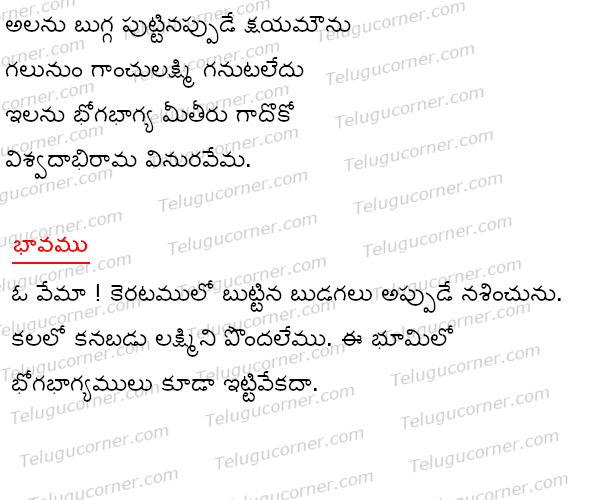 అలను బుగ్గ పుట్టినప్పుడే క్షయమౌను
గలునుం గాంచులక్ష్మి గనుటలేదు
ఇలను భోగభాగ్య మీతీరు గాదొకో
విశ్వదాభిరామ వినురవేమ.
భావము
ఓ వేమా ! కెరటములో బుట్టిన బుడగలు అప్పుడే నశించును.
కలలో కనబడు లక్ష్మిని పొందలేము. ఈ భూమిలో
భోగభాగ్యములు కూడా ఇట్టివేకదా.
Telugucorner.com